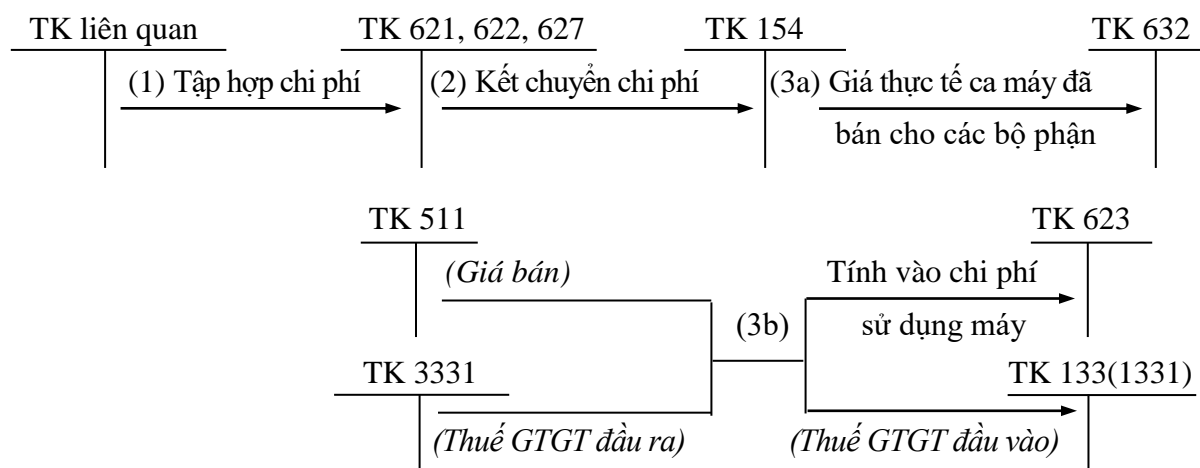 TK liên quan TK 621, 622, 627 TK 154 TK 632
(1) Tập hợp chi phí (2) Kết chuyển chi phí (3a) Giá thực tế ca máy đã
bán cho các bộ phận
TK 511 TK 623
(Giá bán) Tính vào chi phí
(3b) sử dụng máy
TK 3331 TK 133(1331)
(Thuế GTGT đầu ra) (Thuế GTGT đầu vào)